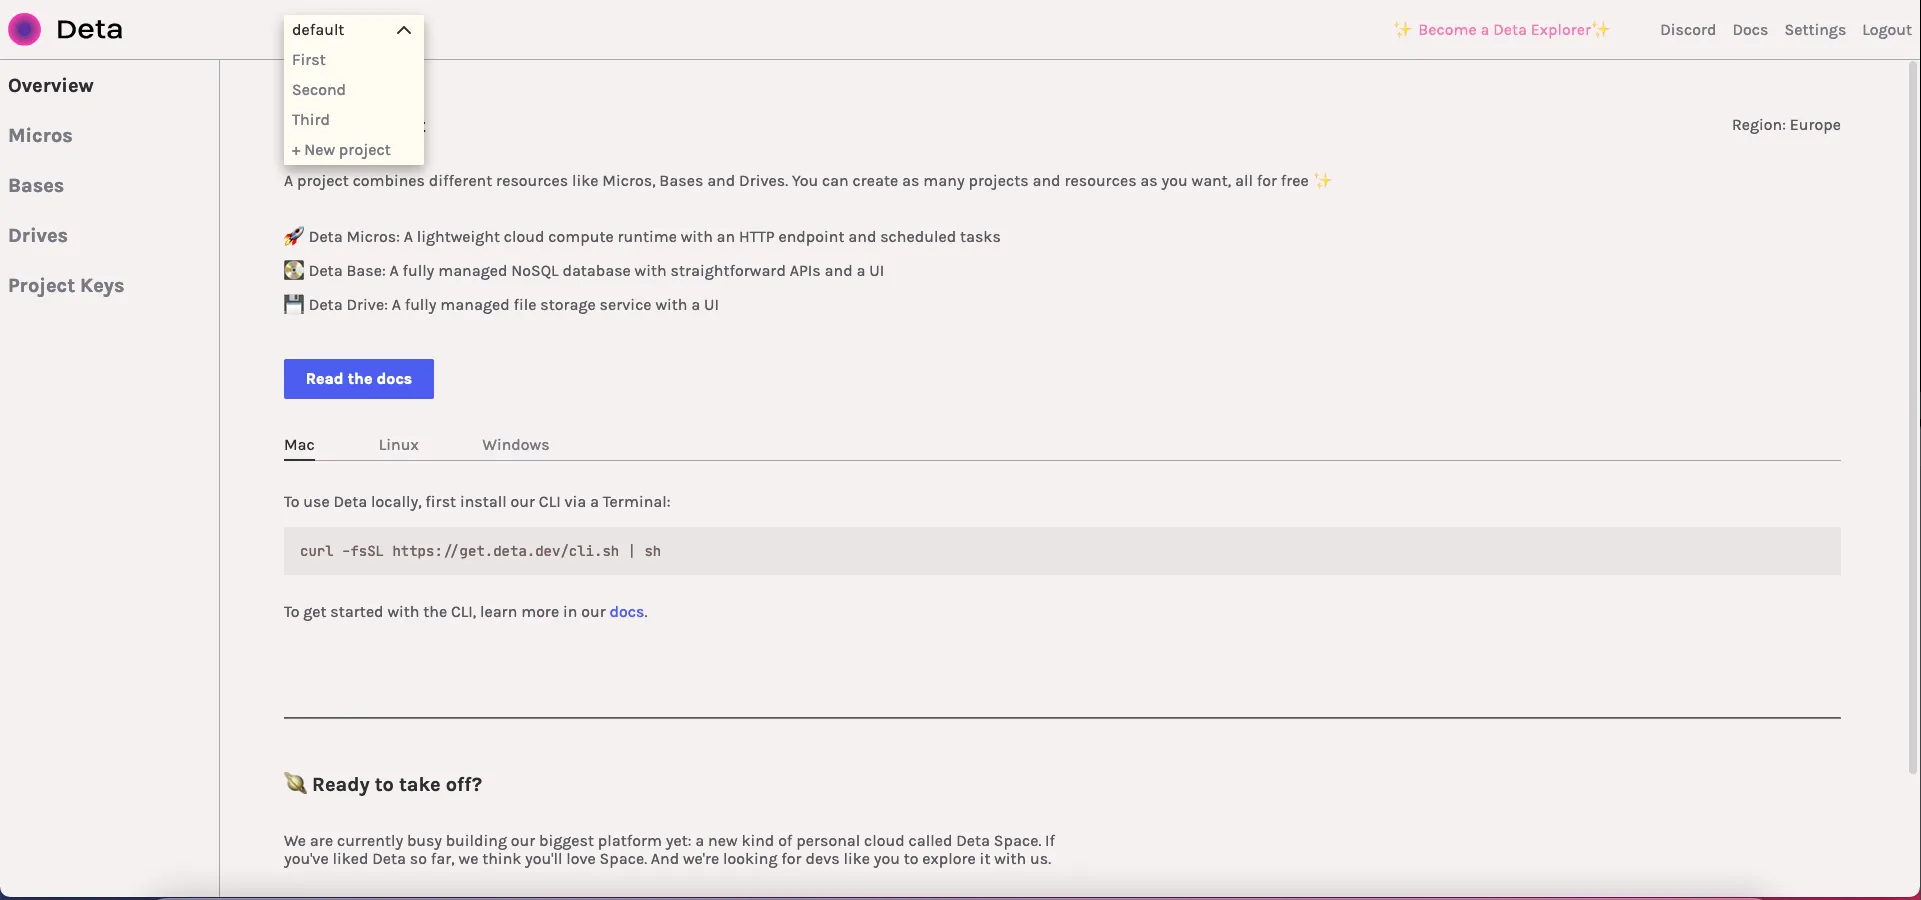 Deta
default
✨ Become a Deta Explorer✨
Discord
Docs
Settings
Logout
First
Second
Third
+ New project
Overview
Micros
Bases
Drives
Project Keys
Region: Europe
A project combines different resources like Micros, Bases and Drives. You can create as many projects and resources as you want, all for free ✨
🚀 Deta Micros: A lightweight cloud compute runtime with an HTTP endpoint and scheduled tasks
Deta Base: A fully managed NoSQL database with straightforward APIs and a UI
💾 Deta Drive: A fully managed file storage service with a UI
Read the docs
Mac
Linux
Windows
To use Deta locally, first install our CLI via a Terminal:
curl -fsSL https://get.deta.dev/cli.sh | sh
To get started with the CLI, learn more in our docs.
🪐 Ready to take off?
We are currently busy building our biggest platform yet: a new kind of personal cloud called Deta Space. If
you've liked Deta so far, we think you'll love Space. And we're looking for devs like you to explore it with us.